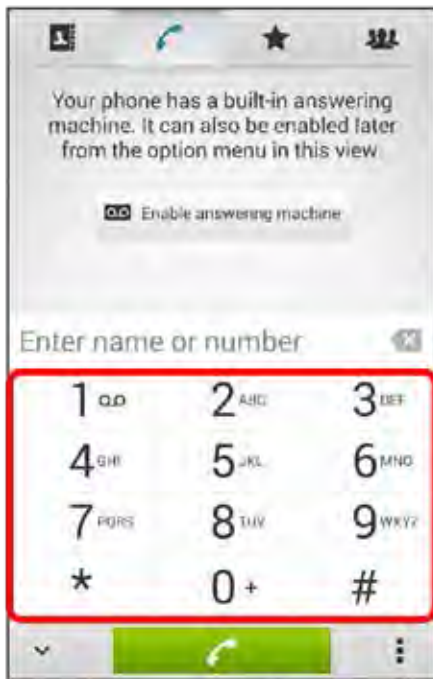 Your phone has a built-in answering
machine. It can also be enabled later
from the option menu in this view
Enable answering machine
Enter name or number
1 2 ABC 3 DEF
4 GHI 5 JKL 6 MNO
7 PQRS 8 TUV 9
* 0 + #